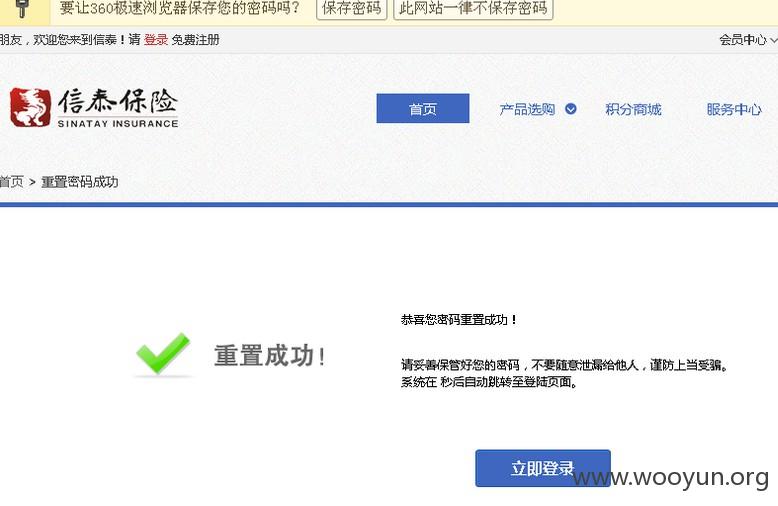 要让360极速浏览器保存您的密码吗？ 保存密码 此网站一律不保存密码
朋友，欢迎您来到信泰！请 登录 免费注册 会员中心
信泰保险
SINATAY INSURANCE
首页 产品选购 积分商城 服务中心
首页 > 重置密码成功
恭喜您密码重置成功！
重置成功！
请妥善保管好您的密码，不要随意泄漏给他人，谨防上当受骗。
系统在 秒后自动跳转至登陆页面。
立即登录
www.wooyun.org